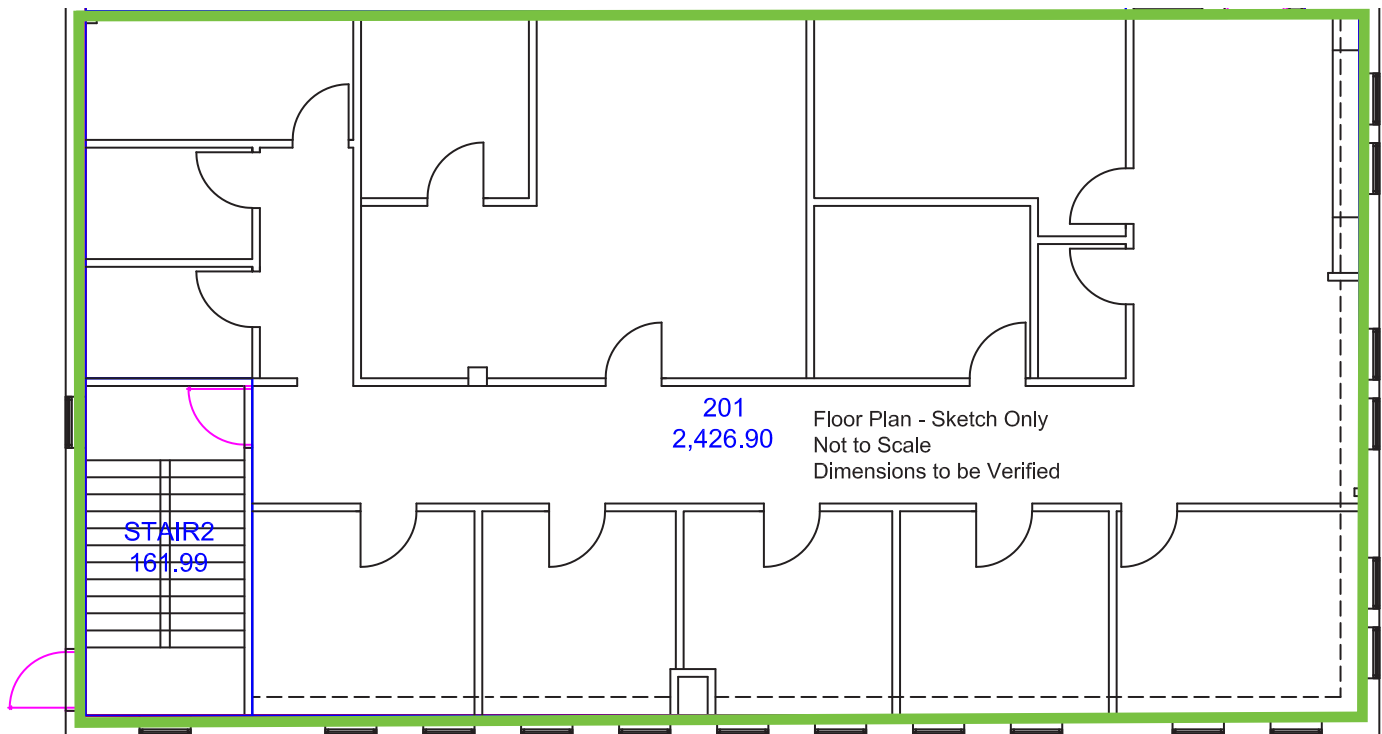 201
2,426.90
Floor Plan - Sketch Only
Not to Scale
Dimensions to be Verified
STAIR2
161.99